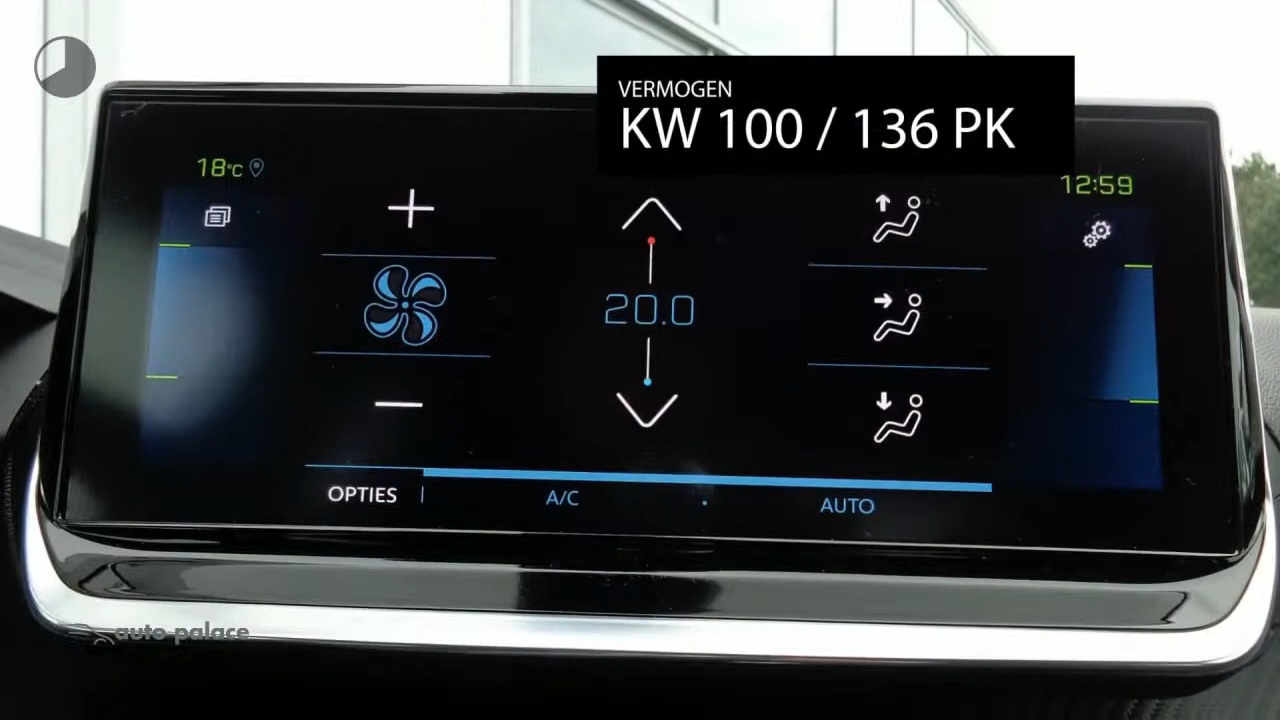 VERMOGEN
KW 100 / 136 PK
18°C
12:59
20.0
OPTIES
A/C
AUTO
auto palace